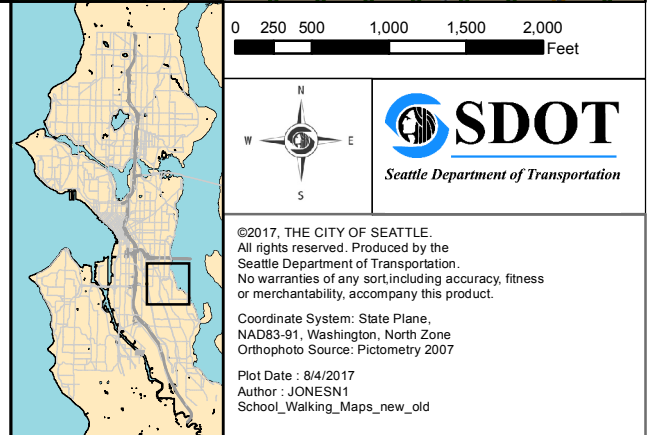 0 250 500 1,000 1,500 2,000
Feet
N
W E
S
SDOT
Seattle Department of Transportation
©2017, THE CITY OF SEATTLE.
All rights reserved. Produced by the
Seattle Department of Transportation.
No warranties of any sort,including accuracy, fitness
or merchantability, accompany this product.
Coordinate System: State Plane,
NAD83-91, Washington, North Zone
Orthophoto Source: Pictometry 2007
Plot Date : 8/4/2017
Author : JONESN1
School_Walking_Maps_new_old